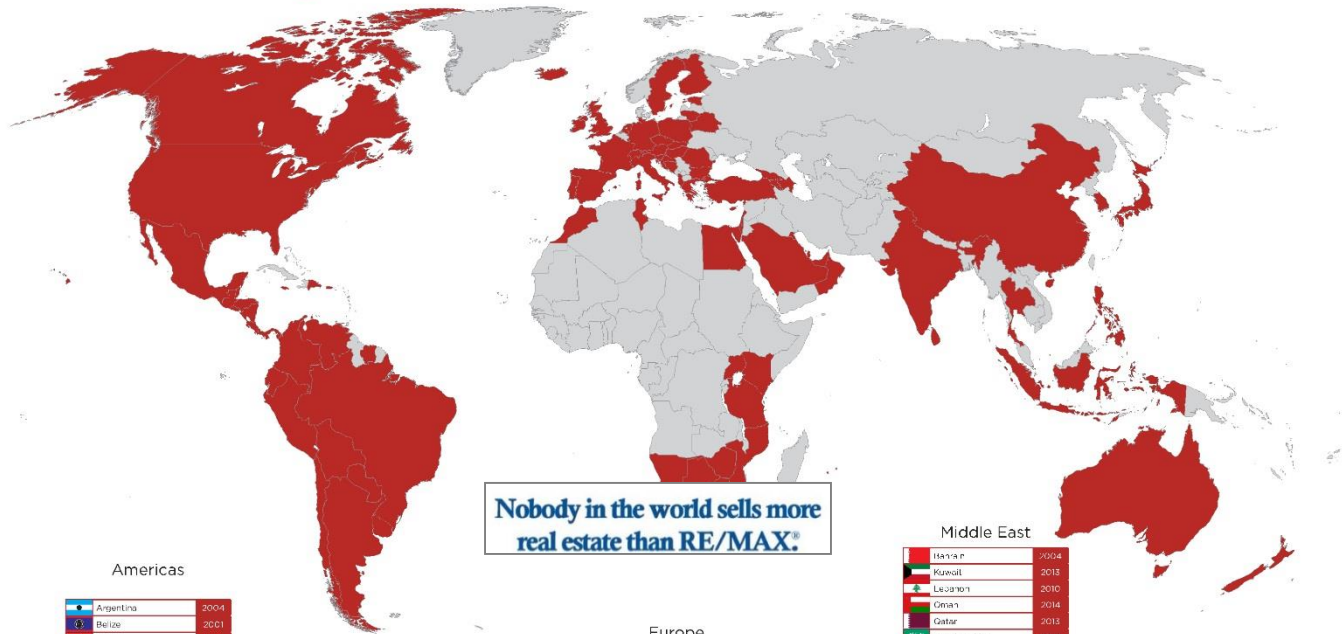 Nobody in the world sells more
real estate than RE/MAX.®
Americas
Argentina 2004
Belize 2001
Middle East
Bahrain 2004
Kuwait 2013
Lebanon 2010
Oman 2014
Qatar 2013
Europe